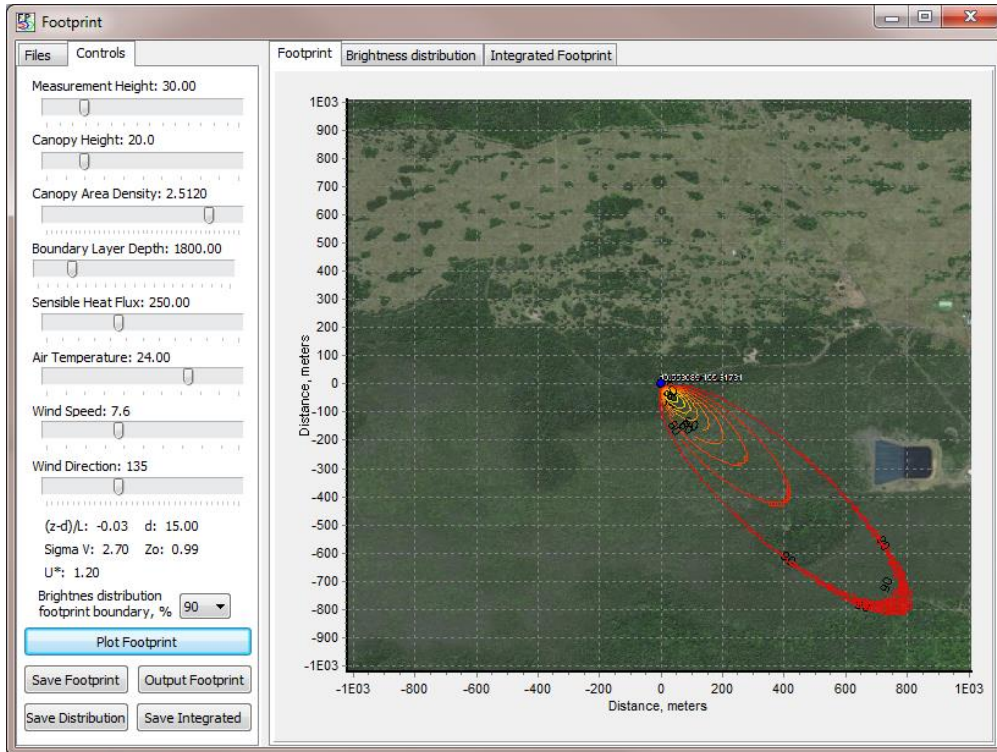 Footprint
Files Controls
Measurement Height: 30.00
Canopy Height: 20.0
Canopy Area Density: 2.5120
Boundary Layer Depth: 1800.00
Sensible Heat Flux: 250.00
Air Temperature: 24.00
Wind Speed: 7.6
Wind Direction: 135
(z-d)/L: -0.03 d: 15.00
Sigma V: 2.70 Zo: 0.99
U*: 1.20
Brightnes distribution
footprint boundary, % 90
Plot Footprint
Save Footprint Output Footprint
Save Distribution Save Integrated
Footprint Brightness distribution Integrated Footprint
1E03
900
800
700
600
500
400
300
200
100
0
-100
-200
-300
-400
-500
-600
-700
-800
-900
-1E03
Distance, meters
90
90
90
-1E03 -800 -600 -400 -200 0 200 400 600 800 1E03
Distance, meters